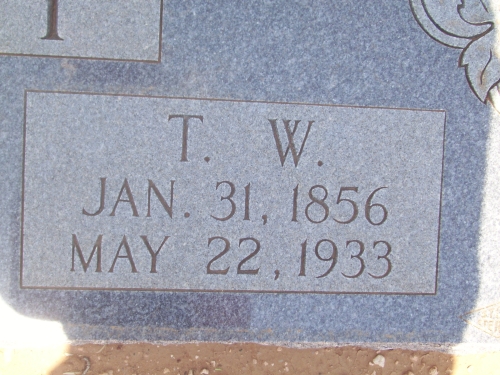 T. W.
JAN. 31, 1856
MAY 22, 1933